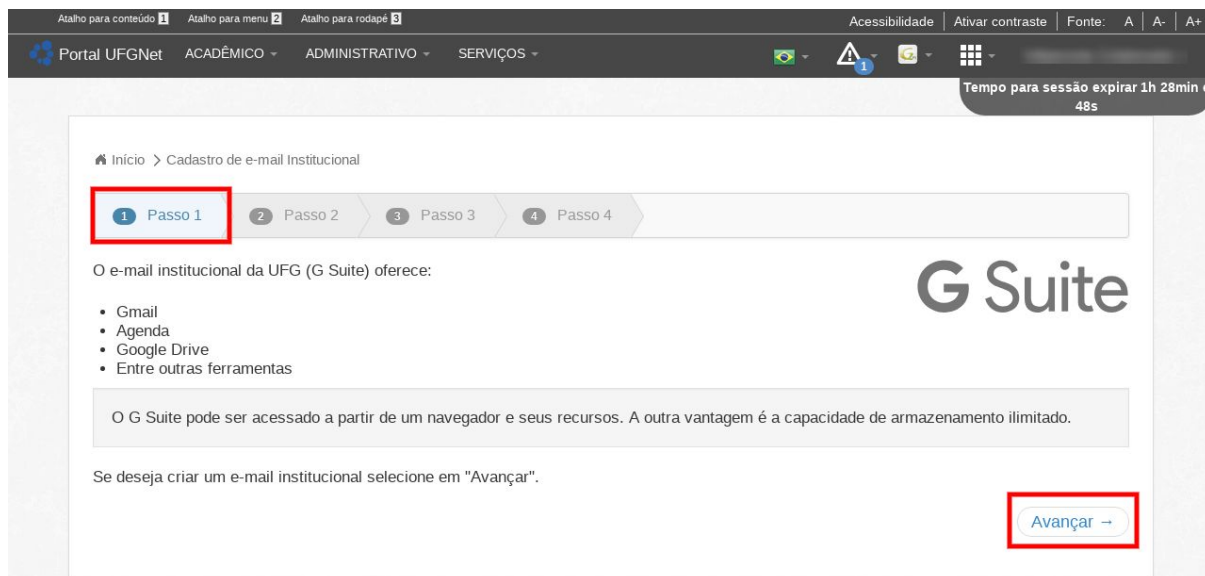 Atalho para conteúdo 1 Atalho para menu 2 Atalho para rodapé 3 Acessibilidade Ativar contraste Fonte: A A- A+
Portal UFGNet ACADÊMICO ADMINISTRATIVO SERVIÇOS 1 G
Tempo para sessão expirar 1h 28min e
48s
Início > Cadastro de e-mail Institucional
1 Passo 1 2 Passo 2 3 Passo 3 4 Passo 4
O e-mail institucional da UFG (G Suite) oferece:
G Suite
• Gmail
• Agenda
• Google Drive
• Entre outras ferramentas
O G Suite pode ser acessado a partir de um navegador e seus recursos. A outra vantagem é a capacidade de armazenamento ilimitado.
Se deseja criar um e-mail institucional selecione em "Avançar".
Avançar →